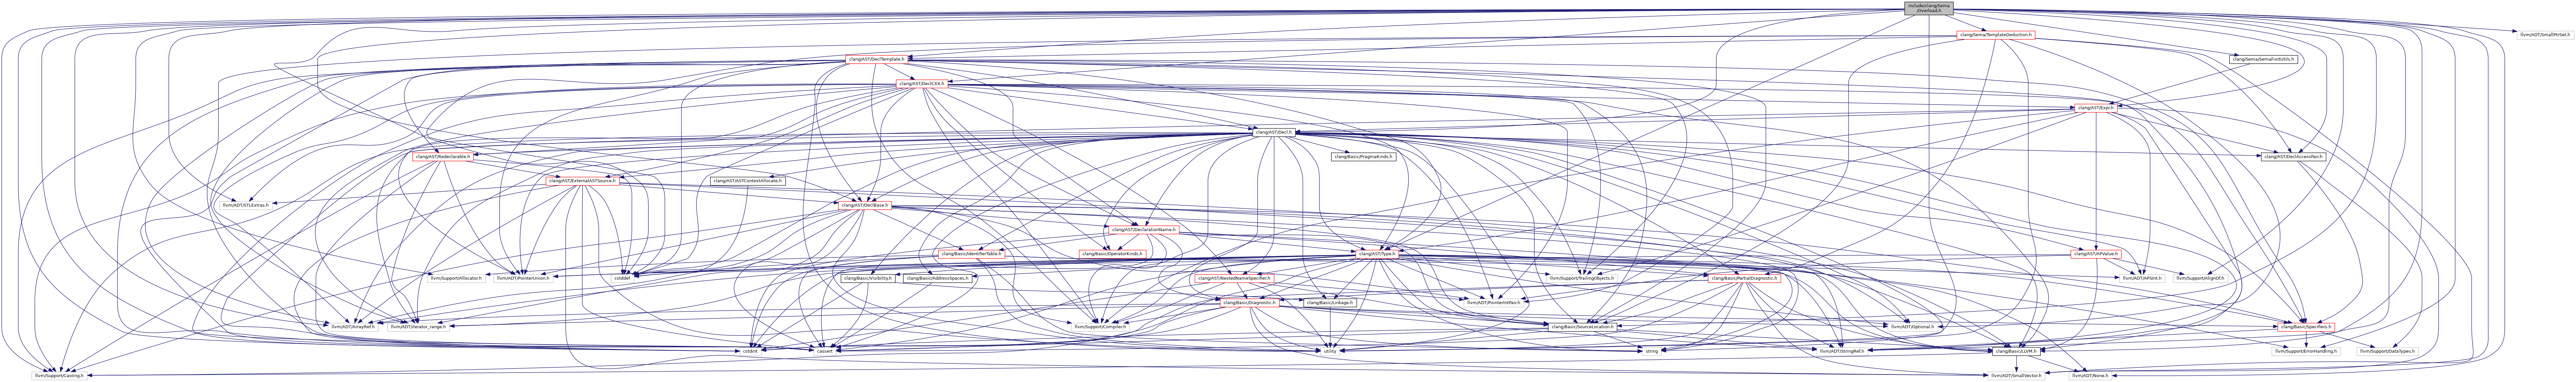 include/clang/Sema
/Overload.h
llvm/ADT/SmallPtrSet.h
clang/Sema/TemplateDeduction.h
clang/AST/DeclTemplate.h
clang/Sema/SemaFixItUtils.h
clang/AST/DeclCXX.h
clang/AST/Expr.h
clang/AST/Decl.h
clang/AST/Redeclarable.h
clang/Basic/PragmaKinds.h
clang/AST/DeclAccessPair.h
clang/AST/ExternalASTSource.h
clang/AST/ASTContextAllocate.h
llvm/ADT/STLExtras.h
clang/AST/DeclBase.h
clang/AST/DeclarationName.h
clang/Basic/IdentifierTable.h
clang/Basic/OperatorKinds.h
clang/AST/Type.h
clang/AST/APValue.h
llvm/Support/Allocator.h
llvm/ADT/PointerUnion.h
cstddef
clang/Basic/Visibility.h
clang/Basic/AddressSpaces.h
clang/AST/NestedNameSpecifier.h
llvm/Support/TrailingObjects.h
clang/Basic/PartialDiagnostic.h
llvm/ADT/APSInt.h
llvm/Support/AlignOf.h
clang/Basic/Diagnostic.h
clang/Basic/Linkage.h
llvm/ADT/PointerIntPair.h
llvm/ADT/ArrayRef.h
llvm/ADT/iterator_range.h
llvm/Support/Compiler.h
clang/Basic/SourceLocation.h
llvm/ADT/Optional.h
clang/Basic/Specifiers.h
cstdint
cassert
utility
string
llvm/ADT/StringRef.h
clang/Basic/LLVM.h
llvm/Support/ErrorHandling.h
llvm/Support/DataTypes.h
llvm/Support/Casting.h
llvm/ADT/SmallVector.h
llvm/ADT/None.h